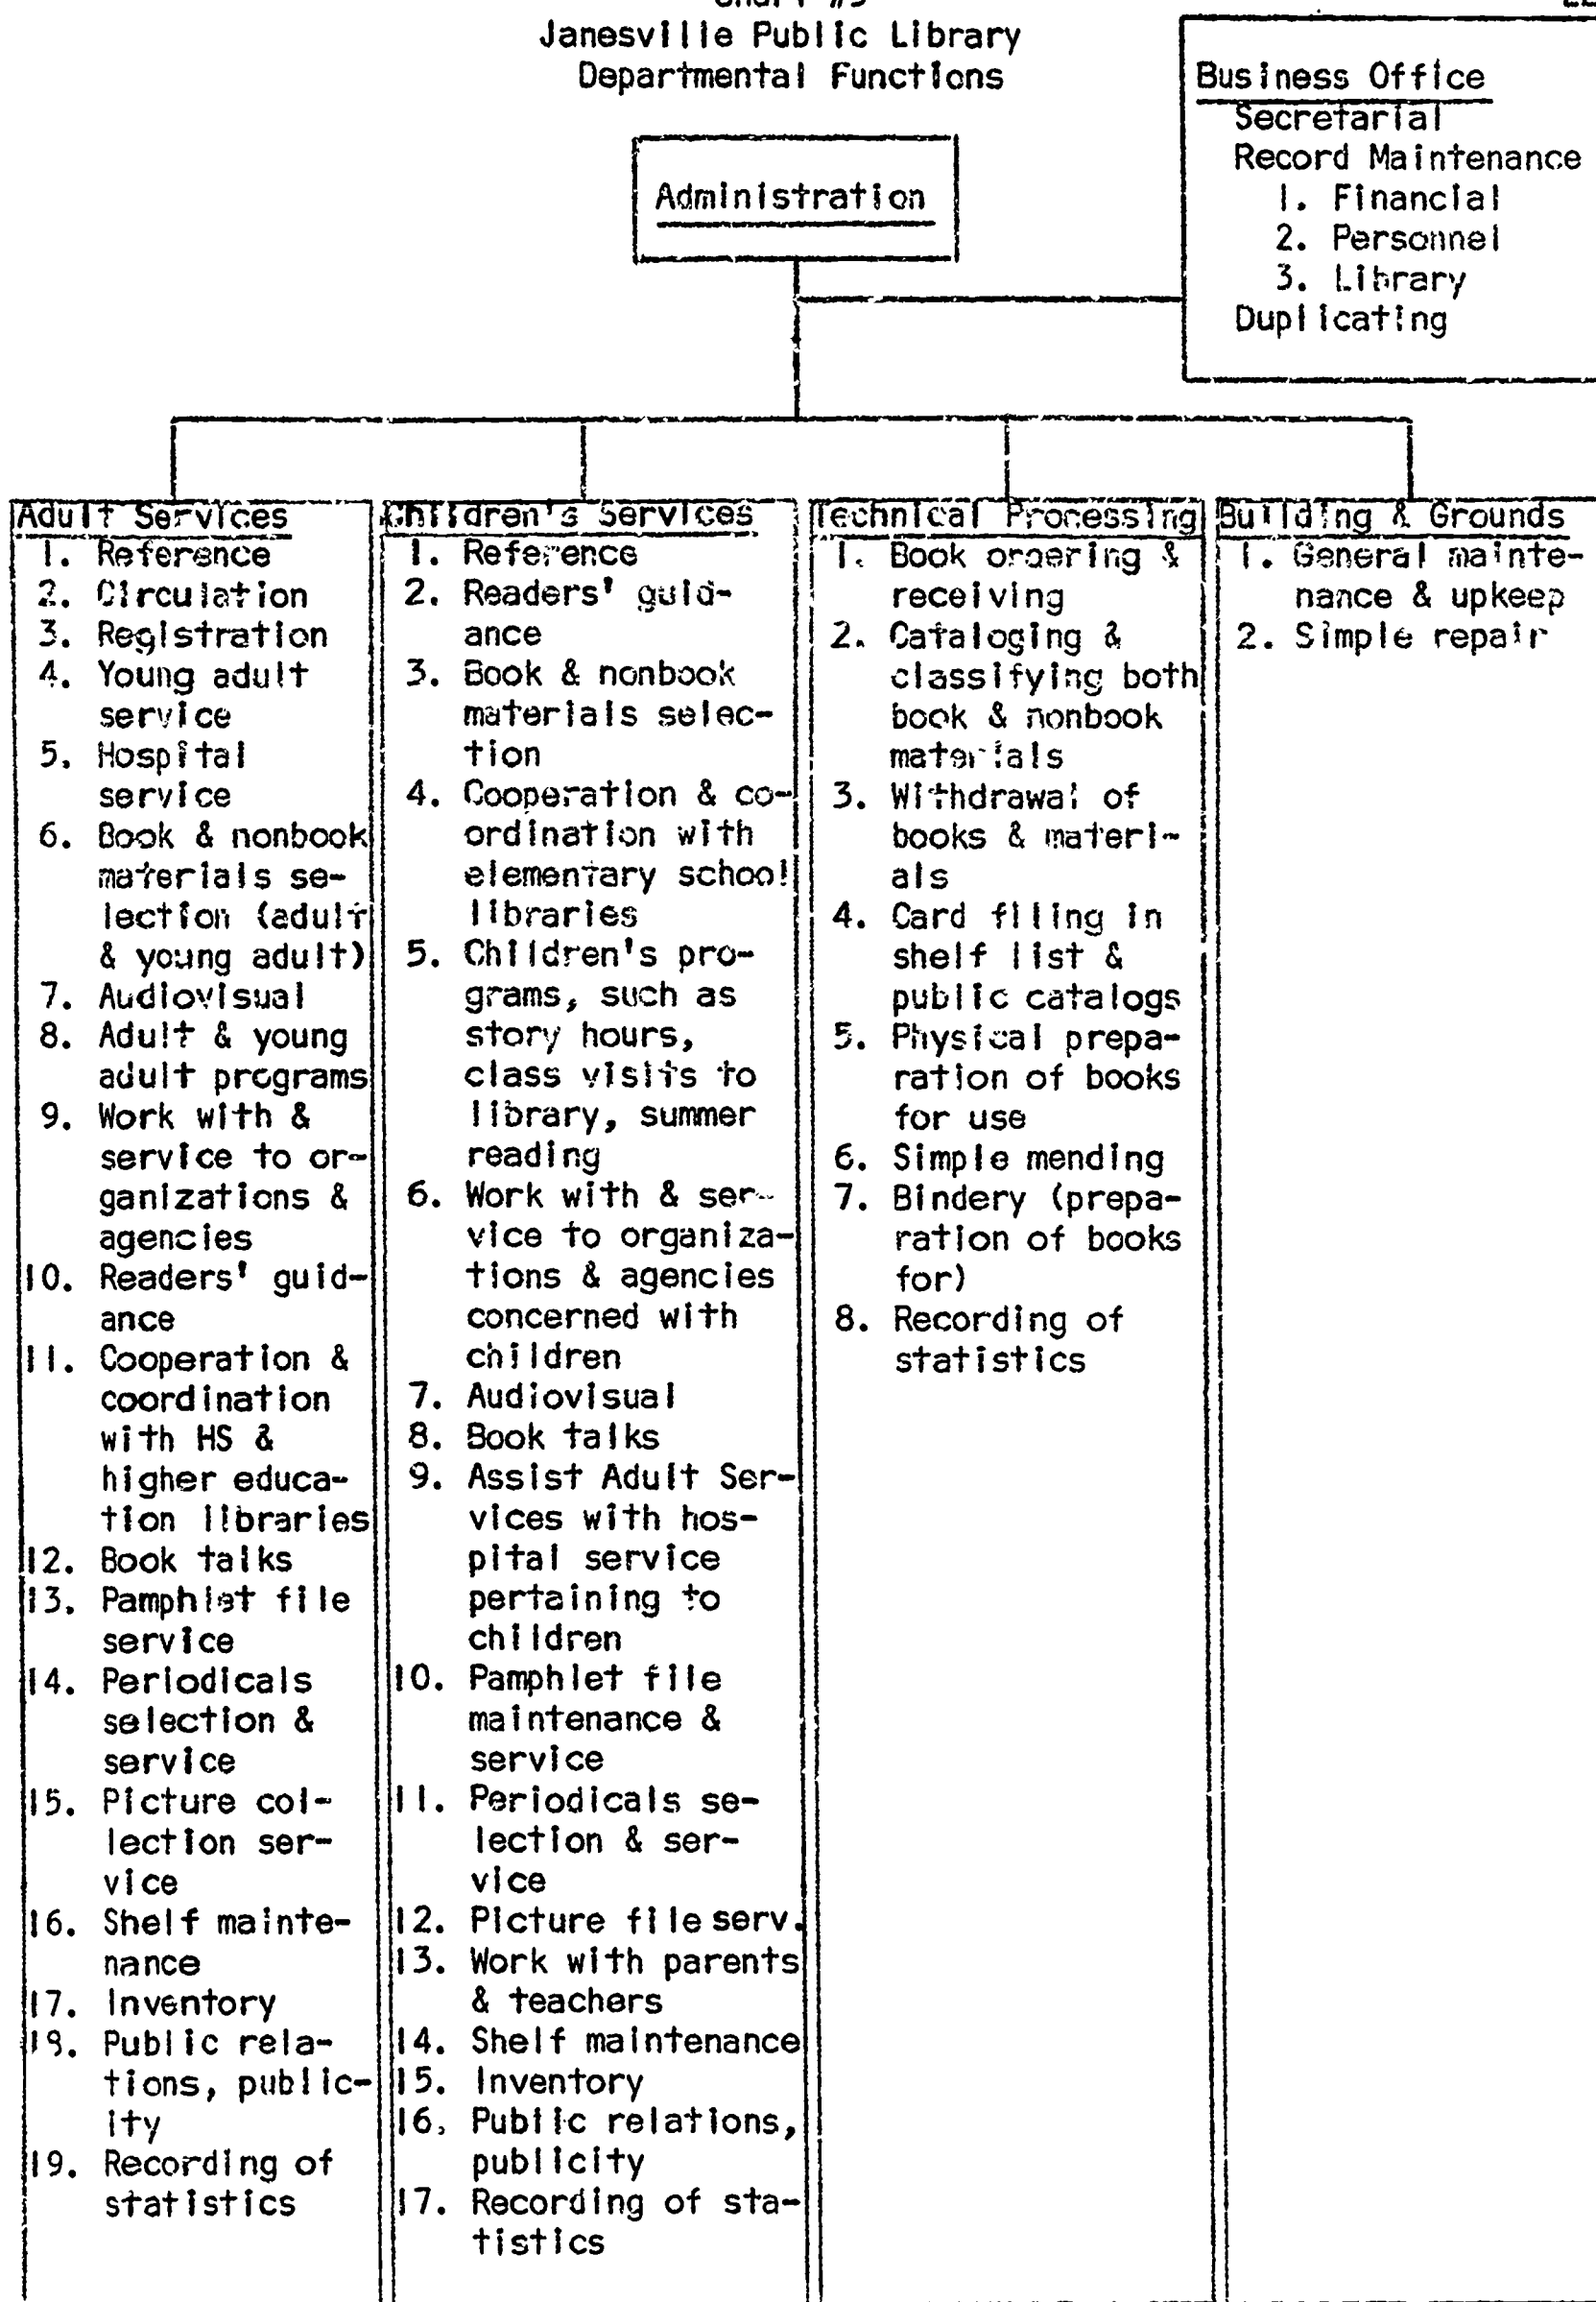 Janesville Public Library
Departmental Functions
Business Office
Secretarial
Record Maintenance
1. Financial
2. Personnel
3. Library
Duplicating
Administration
Adult Services
1. Reference
2. Circulation
3. Registration
4. Young adult
service
5. Hospital
service
6. Book & nonbook
materials se-
lection (adult
& young adult)
7. Audiovisual
8. Adult & young
adult programs
9. Work with &
service to or-
ganizations &
agencies
10. Readers' guid-
ance
11. Cooperation &
coordination
with HS &
higher educa-
tion libraries
12. Book talks
13. Pamphlet file
service
14. Periodicals
selection &
service
15. Picture col-
lection ser-
vice
16. Shelf mainte-
nance
17. Inventory
18. Public rela-
tions, public-
ity
19. Recording of
statistics
Children's Services
1. Reference
2. Readers' guid-
ance
3. Book & nonbook
materials selec-
tion
4. Cooperation & co-
ordination with
elementary school
libraries
5. Children's pro-
grams, such as
story hours,
class visits to
library, summer
reading
6. Work with & ser-
vice to organiza-
tions & agencies
concerned with
children
7. Audiovisual
8. Book talks
9. Assist Adult Ser-
vices with hos-
pital service
pertaining to
children
10. Pamphlet file
maintenance &
service
11. Periodicals se-
lection & ser-
vice
12. Picture file serv.
13. Work with parents
& teachers
14. Shelf maintenance
15. Inventory
16. Public relations,
publicity
17. Recording of sta-
tistics
Technical Processing
1. Book ordering &
receiving
2. Cataloging &
classifying both
book & nonbook
materials
3. Withdrawal of
books & materi-
als
4. Card filing in
shelf list &
public catalogs
5. Physical prepa-
ration of books
for use
6. Simple mending
7. Bindery (prepa-
ration of books
for)
8. Recording of
statistics
Building & Grounds
1. General mainte-
nance & upkeep
2. Simple repair